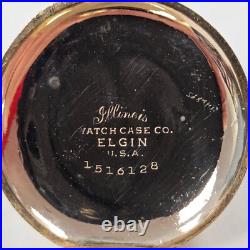 Illinois
WATCH CASE CO.
ELGIN
U.S.A.
1516128